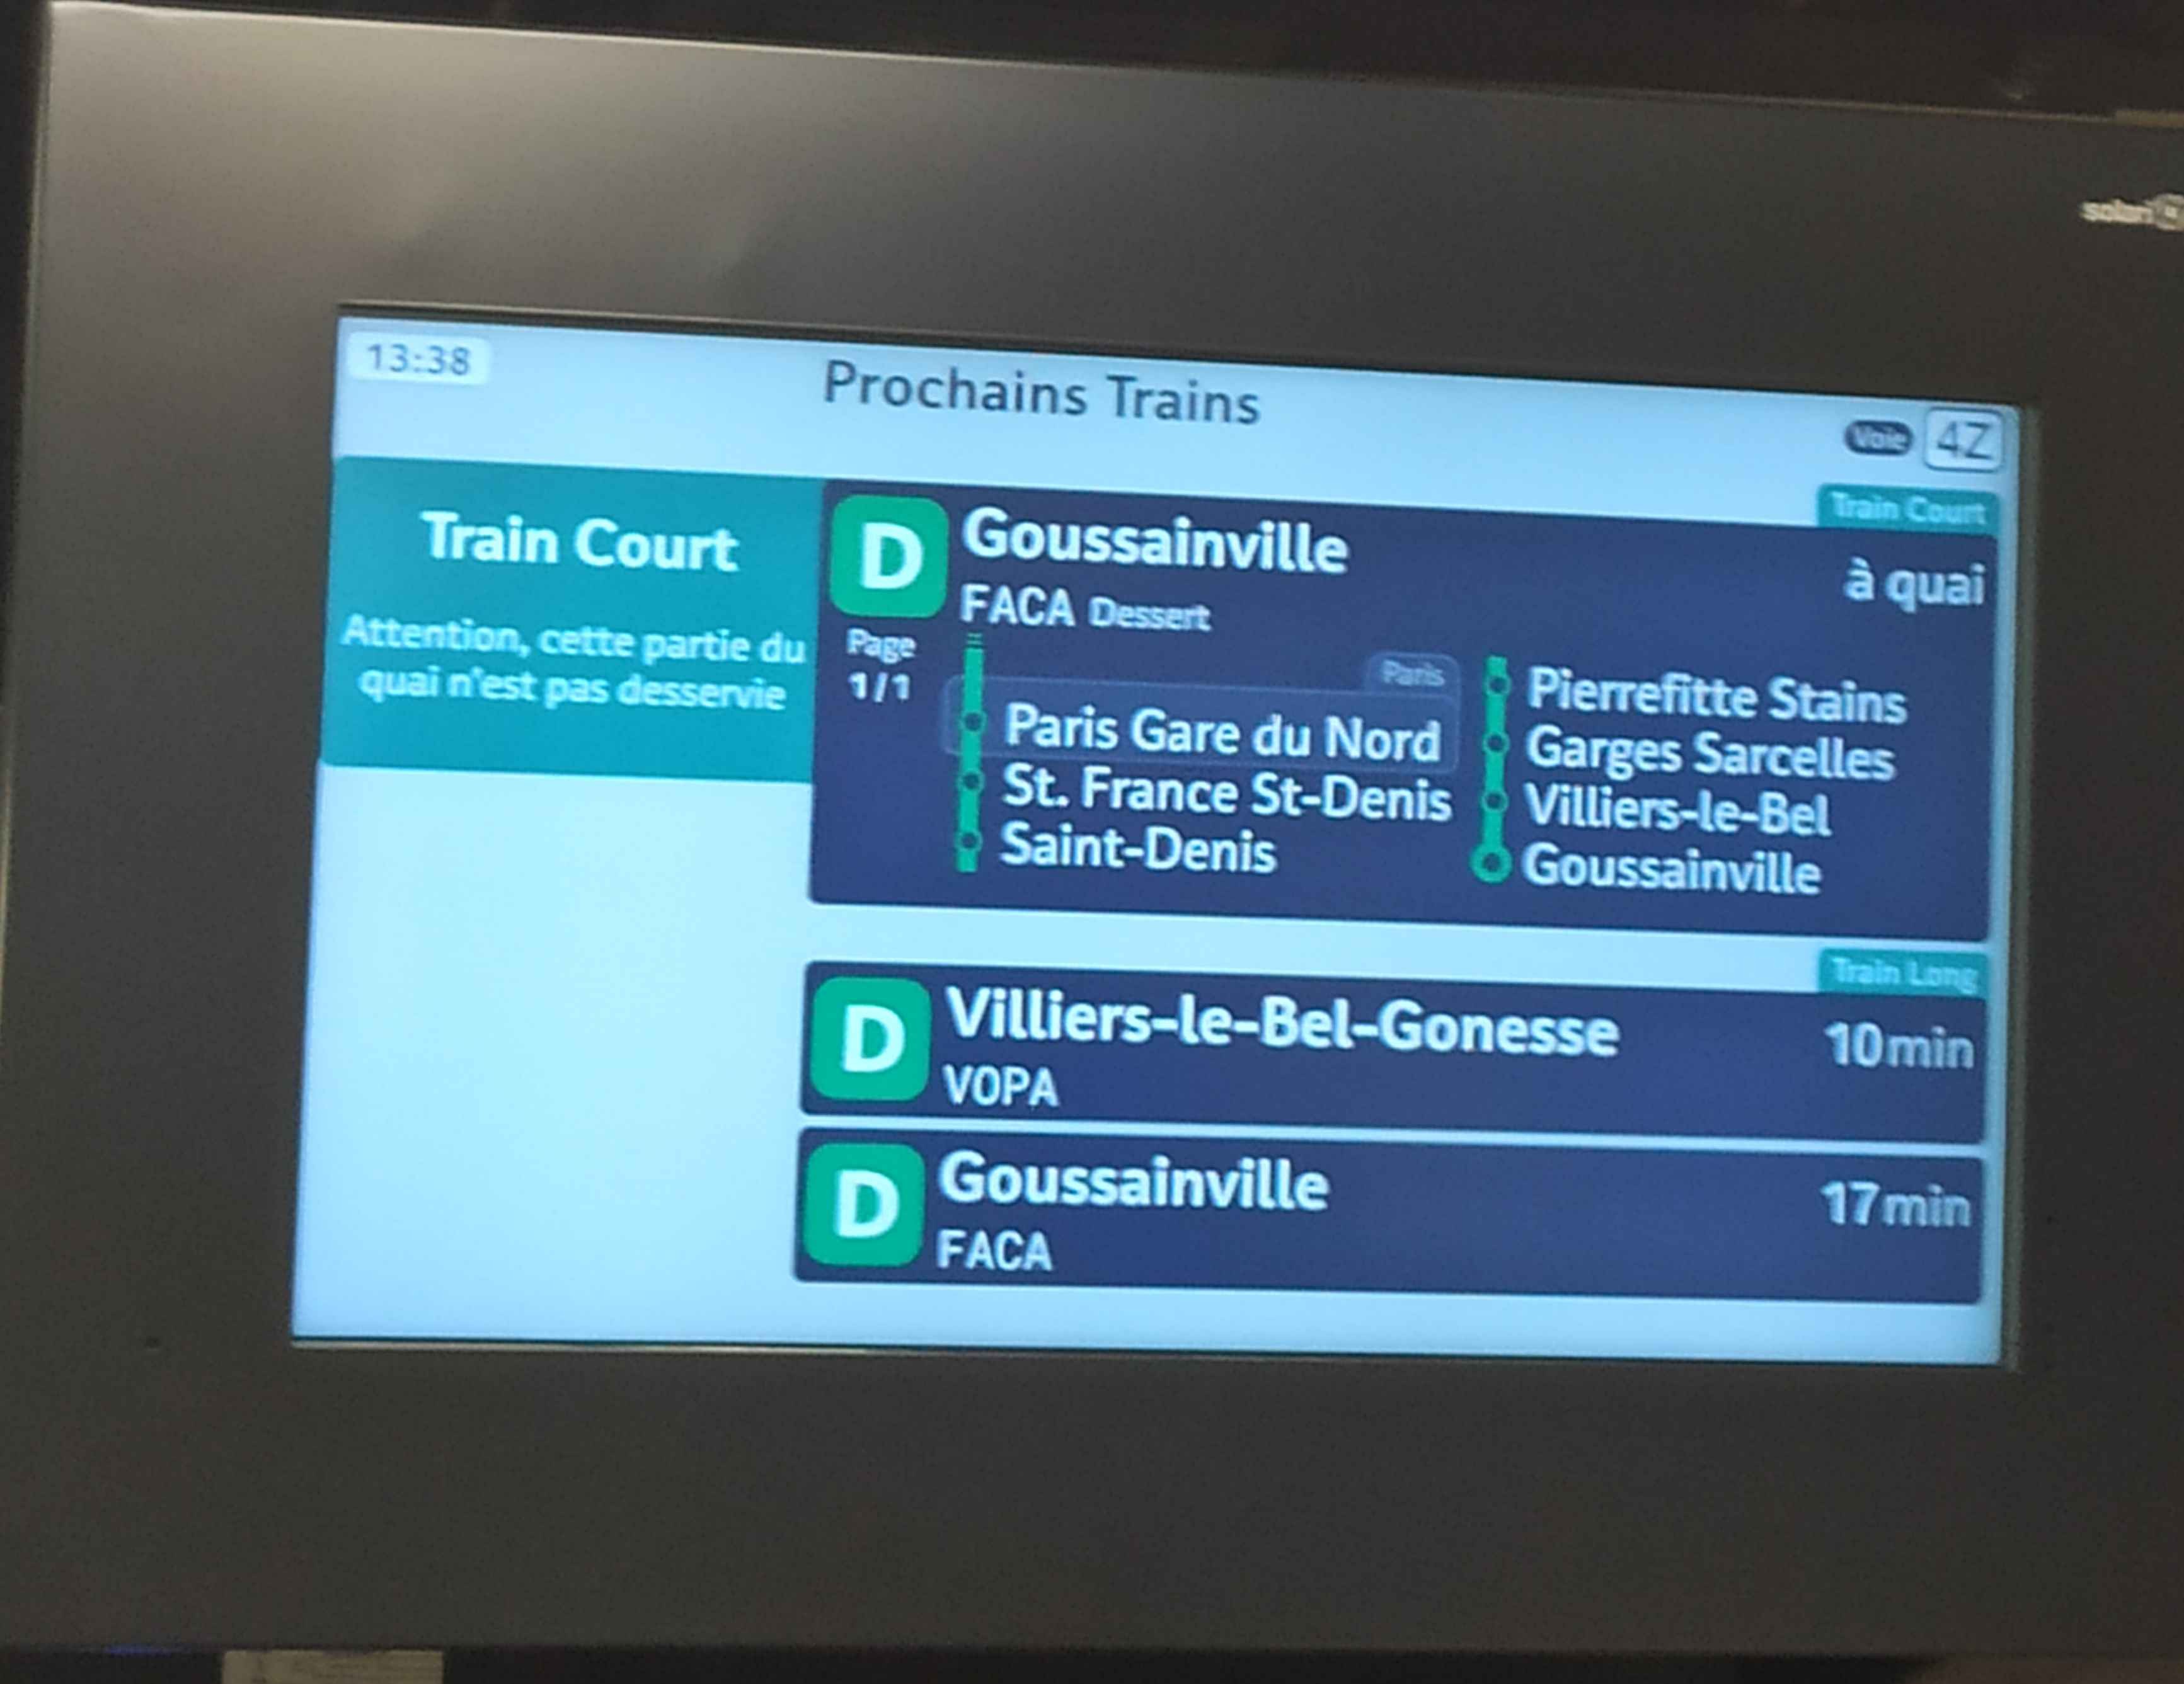 solari
13:38
Prochains Trains
Voie 4Z
Train Court
Attention, cette partie du
quai n'est pas desservie
Train Court
D Goussainville
à quai
FACA Dessert
Page
1/1
Paris
Paris Gare du Nord
St. France St-Denis
Saint-Denis
Pierrefitte Stains
Garges Sarcelles
Villiers-le-Bel
Goussainville
Train Long
D Villiers-le-Bel-Gonesse
10min
VOPA
D Goussainville
17min
FACA